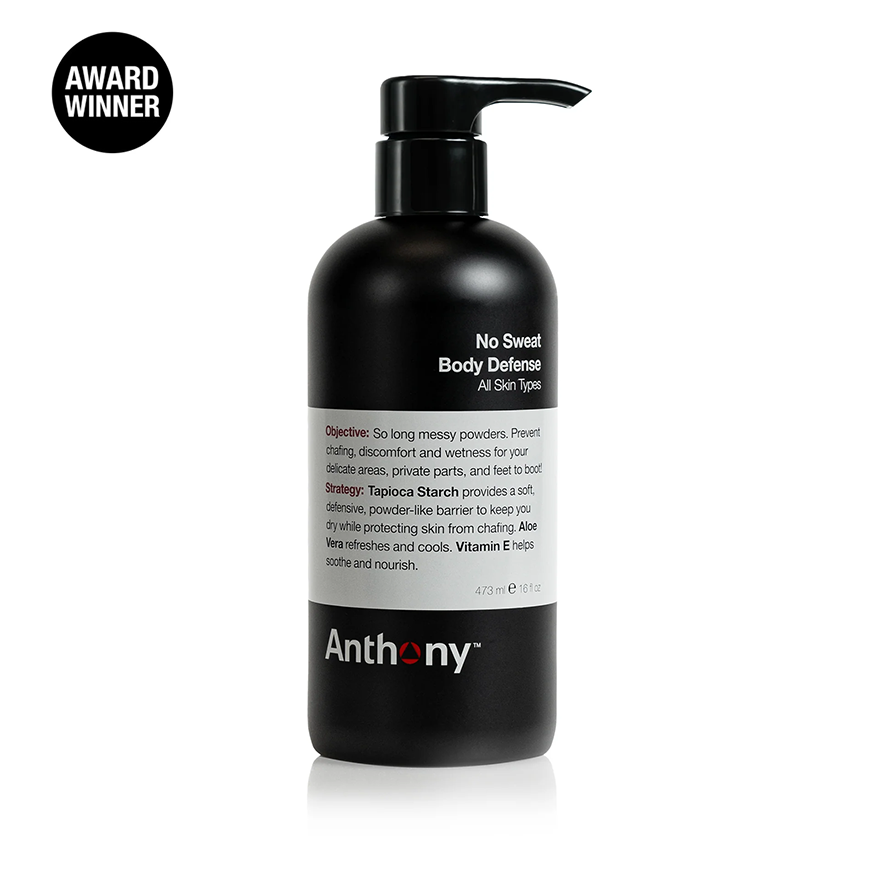 AWARD
WINNER
No Sweat
Body Defense
All Skin Types
Objective: So long messy powders. Prevent
chafing, discomfort and wetness for your
delicate areas, private parts, and feet to boot!
Strategy: Tapioca Starch provides a soft,
defensive, powder-like barrier to keep you
dry while protecting skin from chafing. Aloe
Vera refreshes and cools. Vitamin E helps
soothe and nourish.
473 ml e 16 fl oz
Anthony™